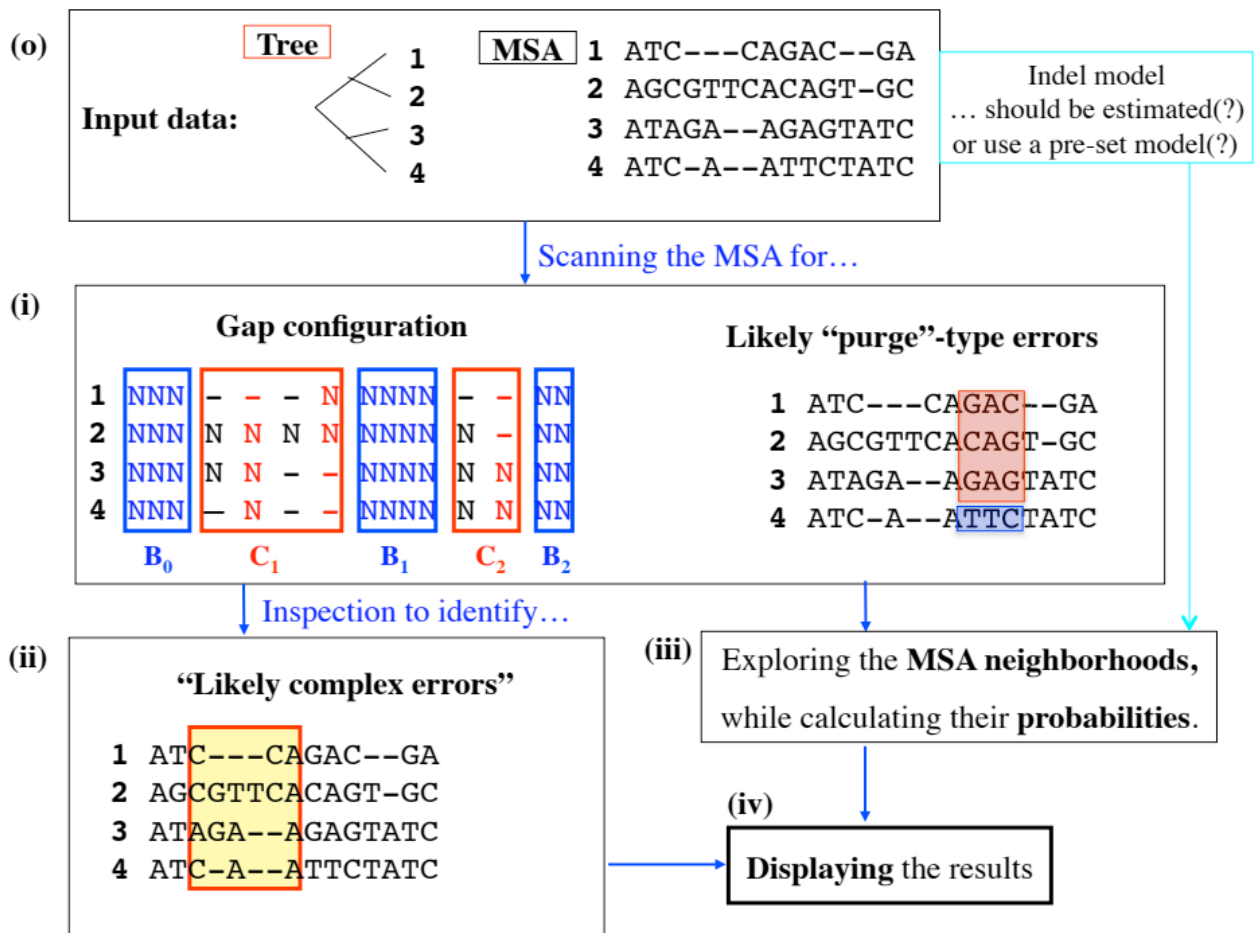 (o)
Tree
MSA
Input data:
1
2
3
4
1 ATC---CAGAC--GA
2 AGCGTTCACAGT-GC
3 ATAGA--AGAGTATC
4 ATC-A--ATTCTATC
Indel model
… should be estimated(?)
or use a pre-set model(?)
Scanning the MSA for…
(i)
Gap configuration
1 NNN - - - N NNNN - - NN
2 NNN N N N N NNNN N - NN
3 NNN N N - - NNNN N N NN
4 NNN – N - - NNNN N N NN
B0 C1 B1 C2 B2
Likely “purge”-type errors
1 ATC---CAGAC--GA
2 AGCGTTCACAGT-GC
3 ATAGA--AGAGTATC
4 ATC-A--ATTCTATC
Inspection to identify…
(ii)
“Likely complex errors”
1 ATC---CAGAC--GA
2 AGCGTTCACAGT-GC
3 ATAGA--AGAGTATC
4 ATC-A--ATTCTATC
(iii)
Exploring the MSA neighborhoods,
while calculating their probabilities.
(iv)
Displaying the results